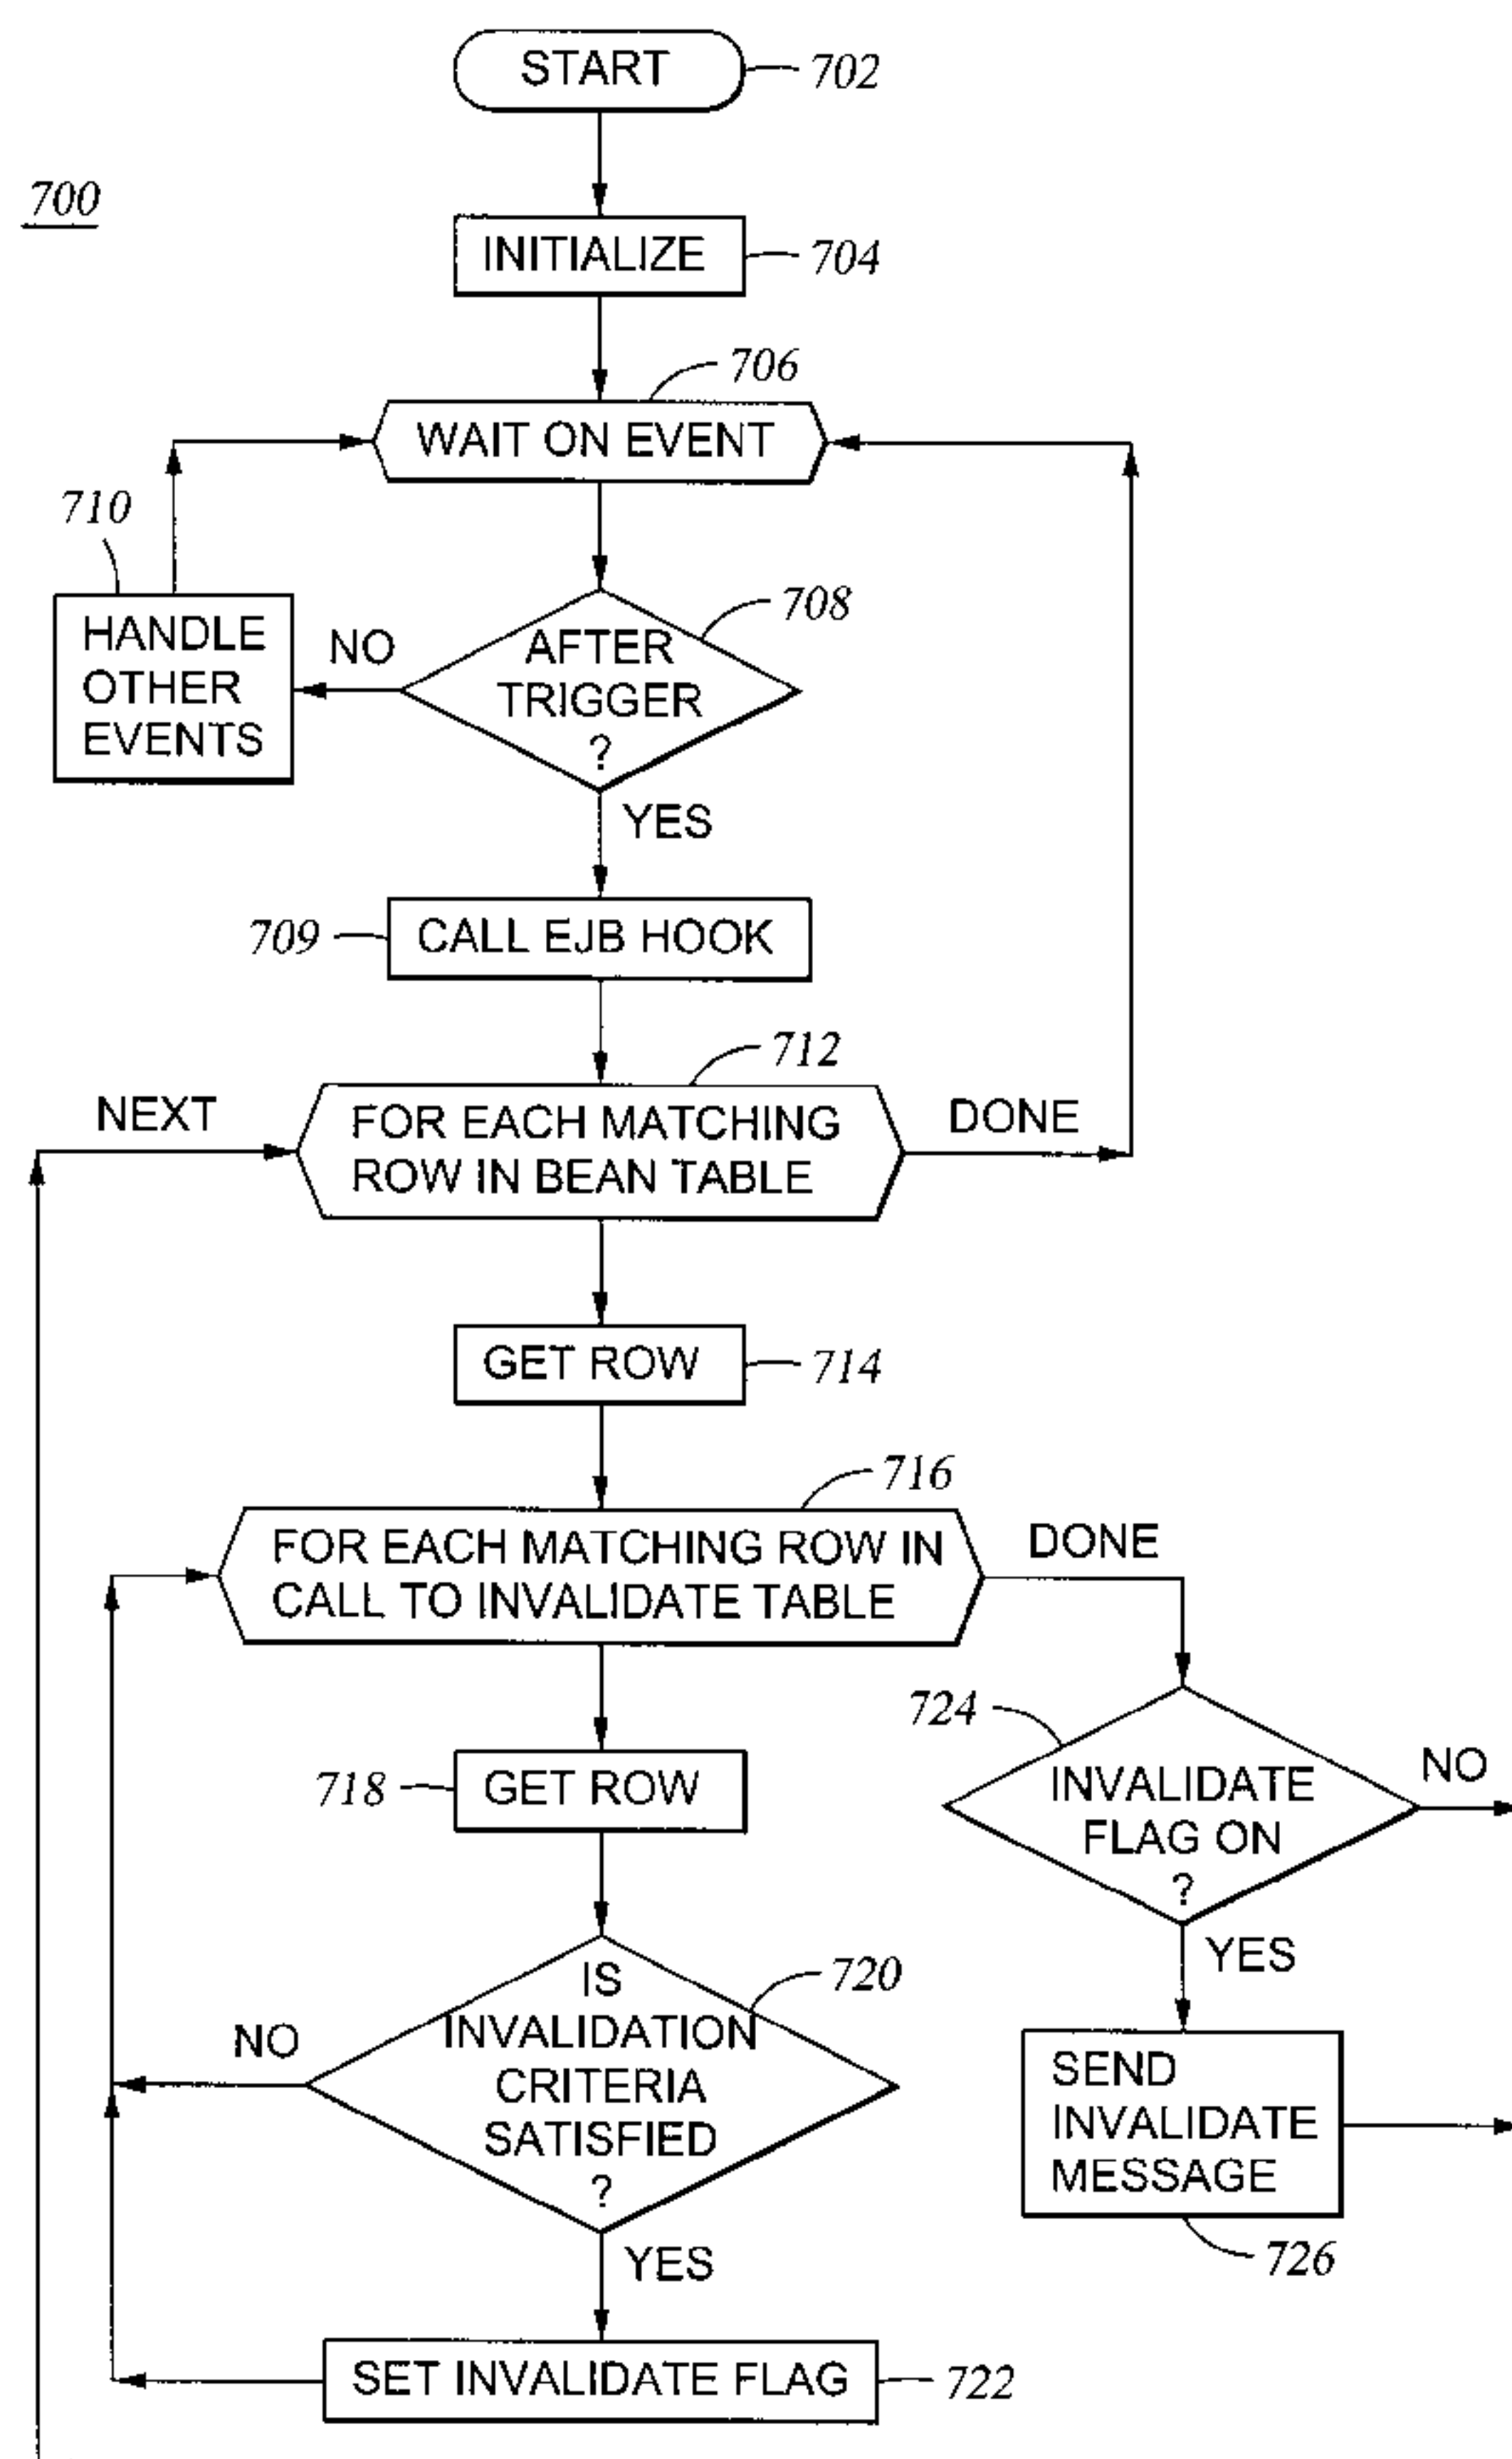 START
702
700
INITIALIZE
704
706
WAIT ON EVENT
710
708
HANDLE
OTHER
EVENTS
NO
AFTER
TRIGGER
?
YES
709
CALL EJB HOOK
712
NEXT
FOR EACH MATCHING
ROW IN BEAN TABLE
DONE
GET ROW
714
716
FOR EACH MATCHING ROW IN
CALL TO INVALIDATE TABLE
DONE
724
718
GET ROW
INVALIDATE
FLAG ON
?
NO
YES
720
IS
INVALIDATION
CRITERIA
SATISFIED
?
NO
SEND
INVALIDATE
MESSAGE
726
YES
SET INVALIDATE FLAG
722